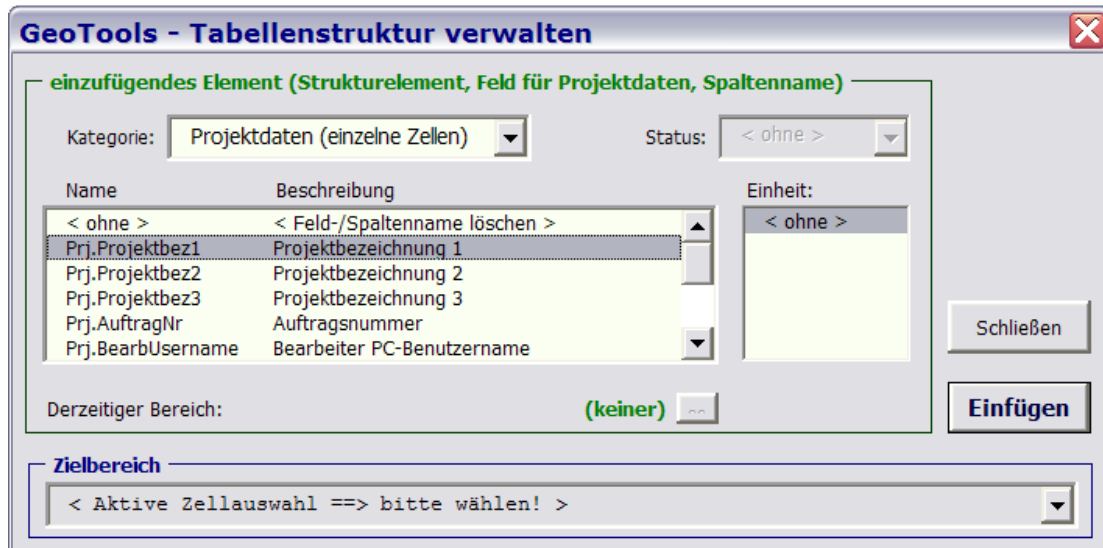 GeoTools - Tabellenstruktur verwalten
einzufügendes Element (Strukturelement, Feld für Projektdaten, Spaltenname)
Kategorie: Projektdaten (einzelne Zellen) Status: < ohne >
Name Beschreibung Einheit:
< ohne > < Feld-/Spaltenname löschen > < ohne >
Prj.Projektbez1 Projektbezeichnung 1
Prj.Projektbez2 Projektbezeichnung 2
Prj.Projektbez3 Projektbezeichnung 3
Prj.AuftragNr Auftragsnummer
Prj.BearbUsername Bearbeiter PC-Benutzername
Schließen
Derzeitiger Bereich: (keiner) ^^
Einfügen
Zielbereich
< Aktive Zellauswahl ==> bitte wählen! >